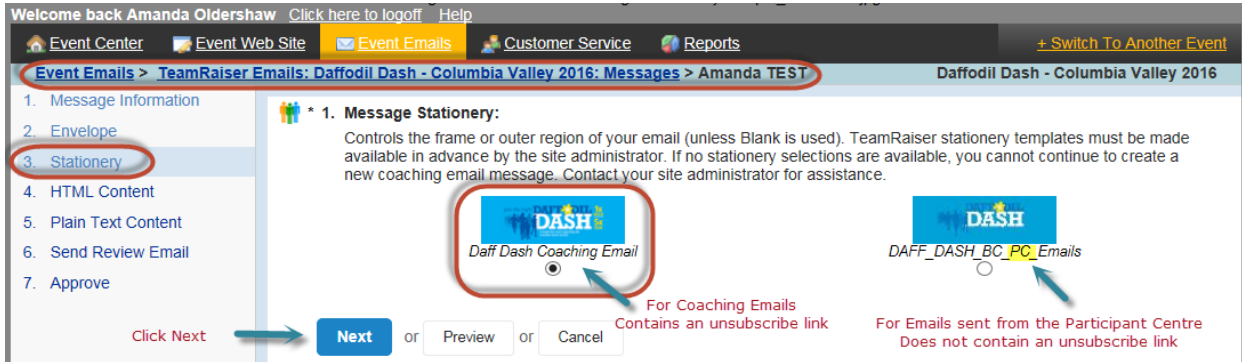 Welcome back Amanda Oldershaw Click here to logoff Help
Event Center Event Web Site Event Emails Customer Service Reports + Switch To Another Event
Event Emails > TeamRaiser Emails: Daffodil Dash - Columbia Valley 2016: Messages > Amanda TEST Daffodil Dash - Columbia Valley 2016
1. Message Information
2. Envelope
3. Stationery
4. HTML Content
5. Plain Text Content
6. Send Review Email
7. Approve
* 1. Message Stationery:
Controls the frame or outer region of your email (unless Blank is used). TeamRaiser stationery templates must be made
available in advance by the site administrator. If no stationery selections are available, you cannot continue to create a
new coaching email message. Contact your site administrator for assistance.
DAFFODIL
DASH
Daff Dash Coaching Email
For Coaching Emails
Contains an unsubscribe link
DAFFODIL
DASH
DAFF_DASH_BC_PC_Emails
For Emails sent from the Participant Centre
Does not contain an unsubscribe link
Click Next
Next or Preview or Cancel